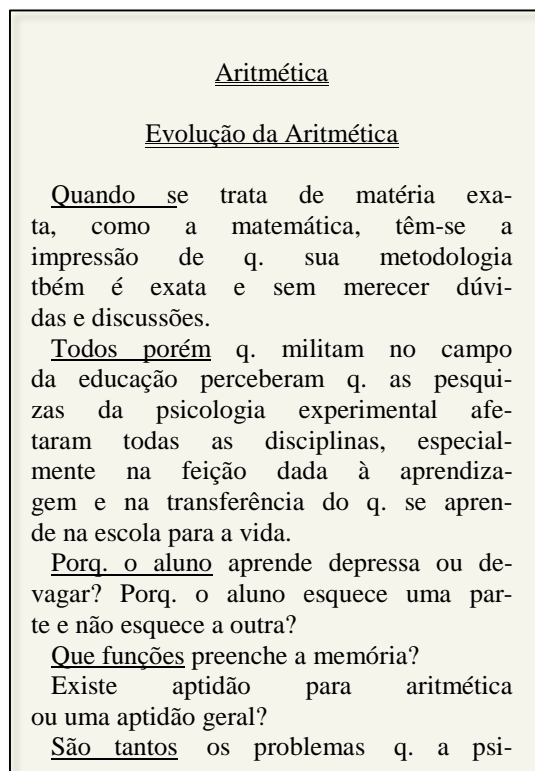 Aritmética
Evolução da Aritmética
Quando se trata de matéria exa-
ta, como a matemática, têm-se a
impressão de q. sua metodologia
tbém é exata e sem merecer dúvi-
das e discussões.
Todos porém q. militam no campo
da educação perceberam q. as pesqui-
zas da psicologia experimental afe-
taram todas as disciplinas, especial-
mente na feição dada à aprendiza-
gem e na transferência do q. se apren-
de na escola para a vida.
Porq. o aluno aprende depressa ou de-
vagar? Porq. o aluno esquece uma par-
te e não esquece a outra?
Que funções preenche a memória?
Existe aptidão para aritmética
ou uma aptidão geral?
São tantos os problemas q. a psi-